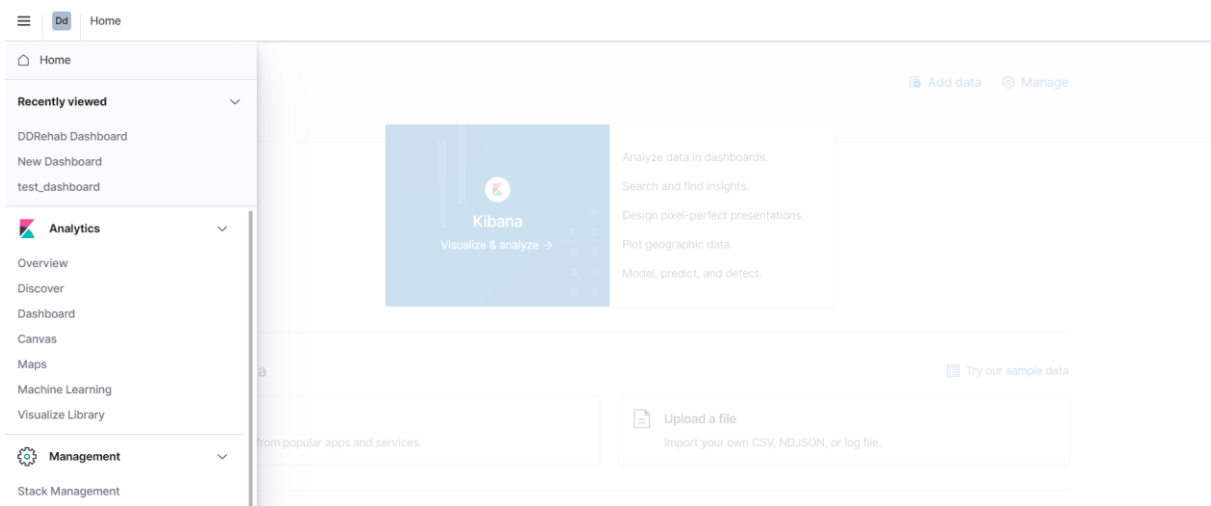 Dd Home
Home
Recently viewed
DDRehab Dashboard
New Dashboard
test_dashboard
Analytics
Overview
Discover
Dashboard
Canvas
Maps
Machine Learning
Visualize Library
Management
Stack Management
Add data Manage
Kibana
Visualize & analyze →
Analyze data in dashboards.
Search and find insights.
Design pixel-perfect presentations.
Plot geographic data.
Model, predict, and detect.
a
Try our sample data
from popular apps and services.
Upload a file
Import your own CSV, NDJSON, or log file.